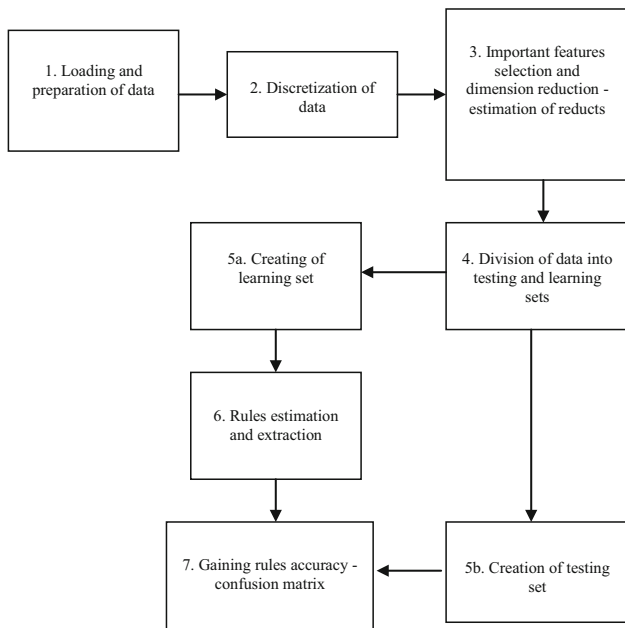 1. Loading and
preparation of data
2. Discretization of
data
3. Important features
selection and
dimension reduction -
estimation of reducts
4. Division of data into
testing and learning
sets
5a. Creating of
learning set
6. Rules estimation
and extraction
7. Gaining rules accuracy -
confusion matrix
5b. Creation of testing
set